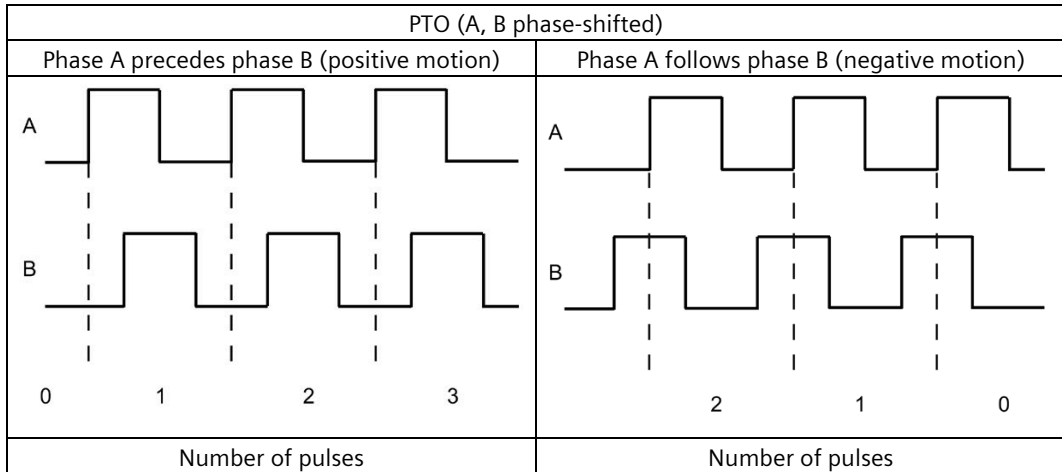 PTO (A, B phase-shifted)
Phase A precedes phase B (positive motion)
Phase A follows phase B (negative motion)
A
B
0 1 2 3
A
B
2 1 0
Number of pulses
Number of pulses